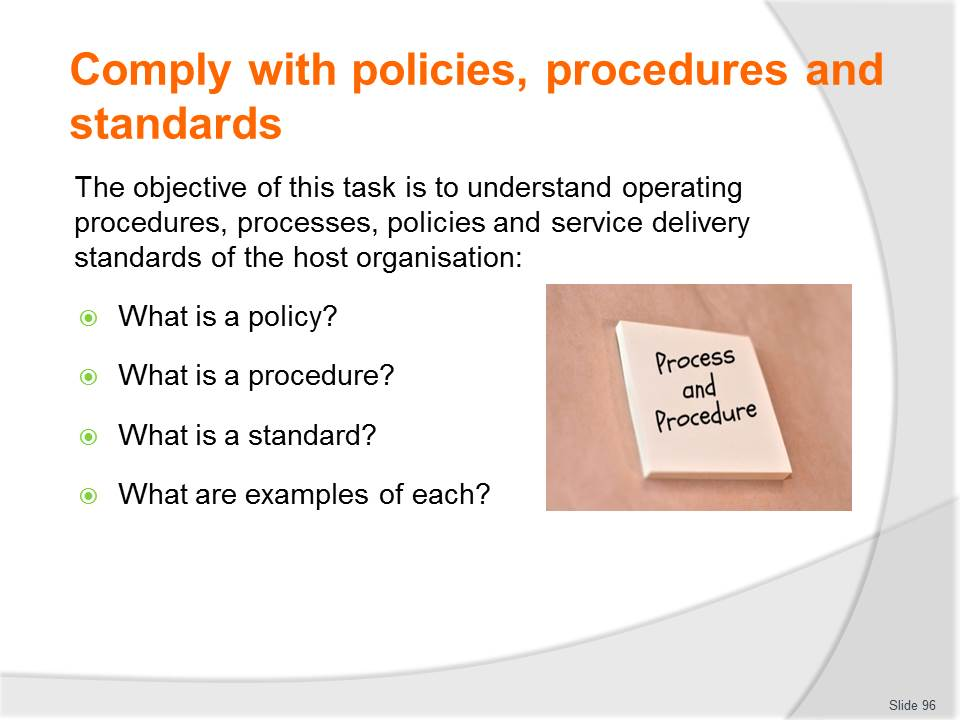 Comply with policies, procedures and
standards
The objective of this task is to understand operating
procedures, processes, policies and service delivery
standards of the host organisation:
What is a policy?
What is a procedure?
What is a standard?
What are examples of each?
Process
and
Procedure
Slide 96